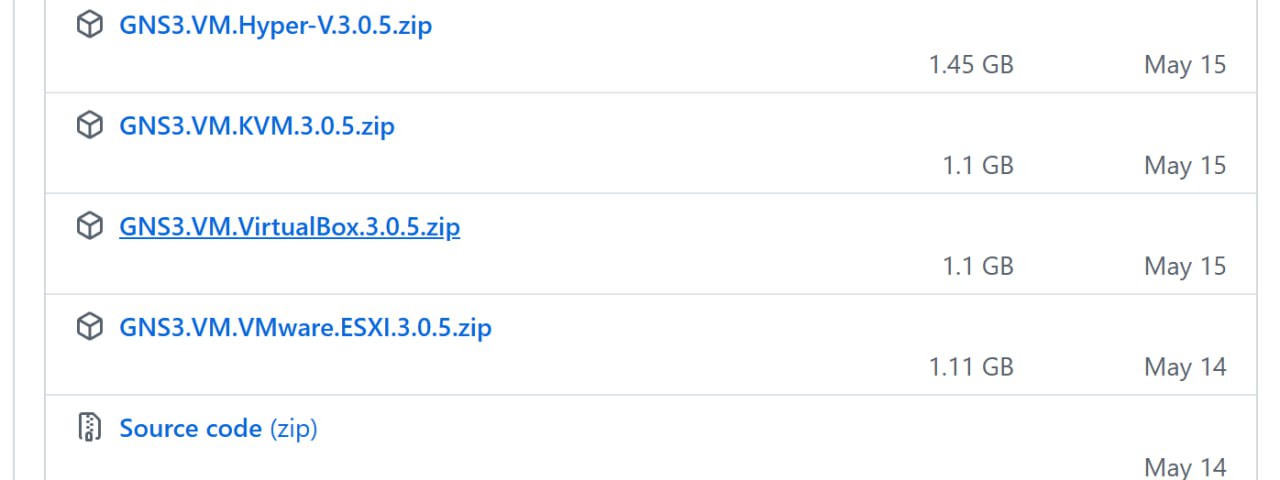 GNS3.VM.Hyper-V.3.0.5.zip
1.45 GB May 15
GNS3.VM.KVM.3.0.5.zip
1.1 GB May 15
GNS3.VM.VirtualBox.3.0.5.zip
1.1 GB May 15
GNS3.VM.VMware.ESXI.3.0.5.zip
1.11 GB May 14
Source code (zip)
May 14